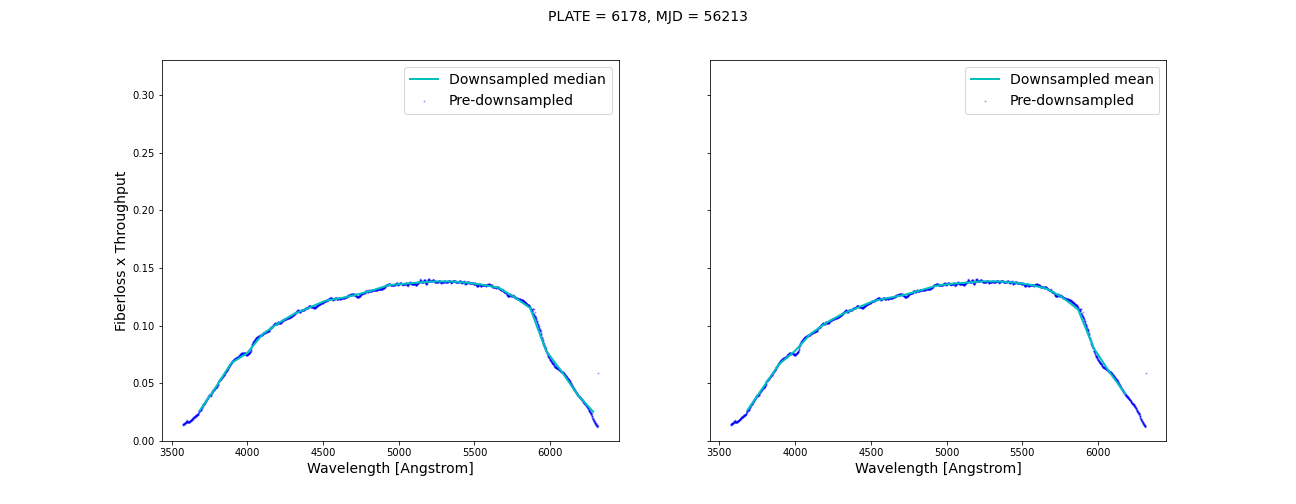 PLATE = 6178, MJD = 56213
Downsampled median
Pre-downsampled
Fiberloss x Throughput
0.30
0.25
0.20
0.15
0.10
0.05
0.00
3500 4000 4500 5000 5500 6000
Wavelength [Angstrom]
Downsampled mean
Pre-downsampled
3500 4000 4500 5000 5500 6000
Wavelength [Angstrom]